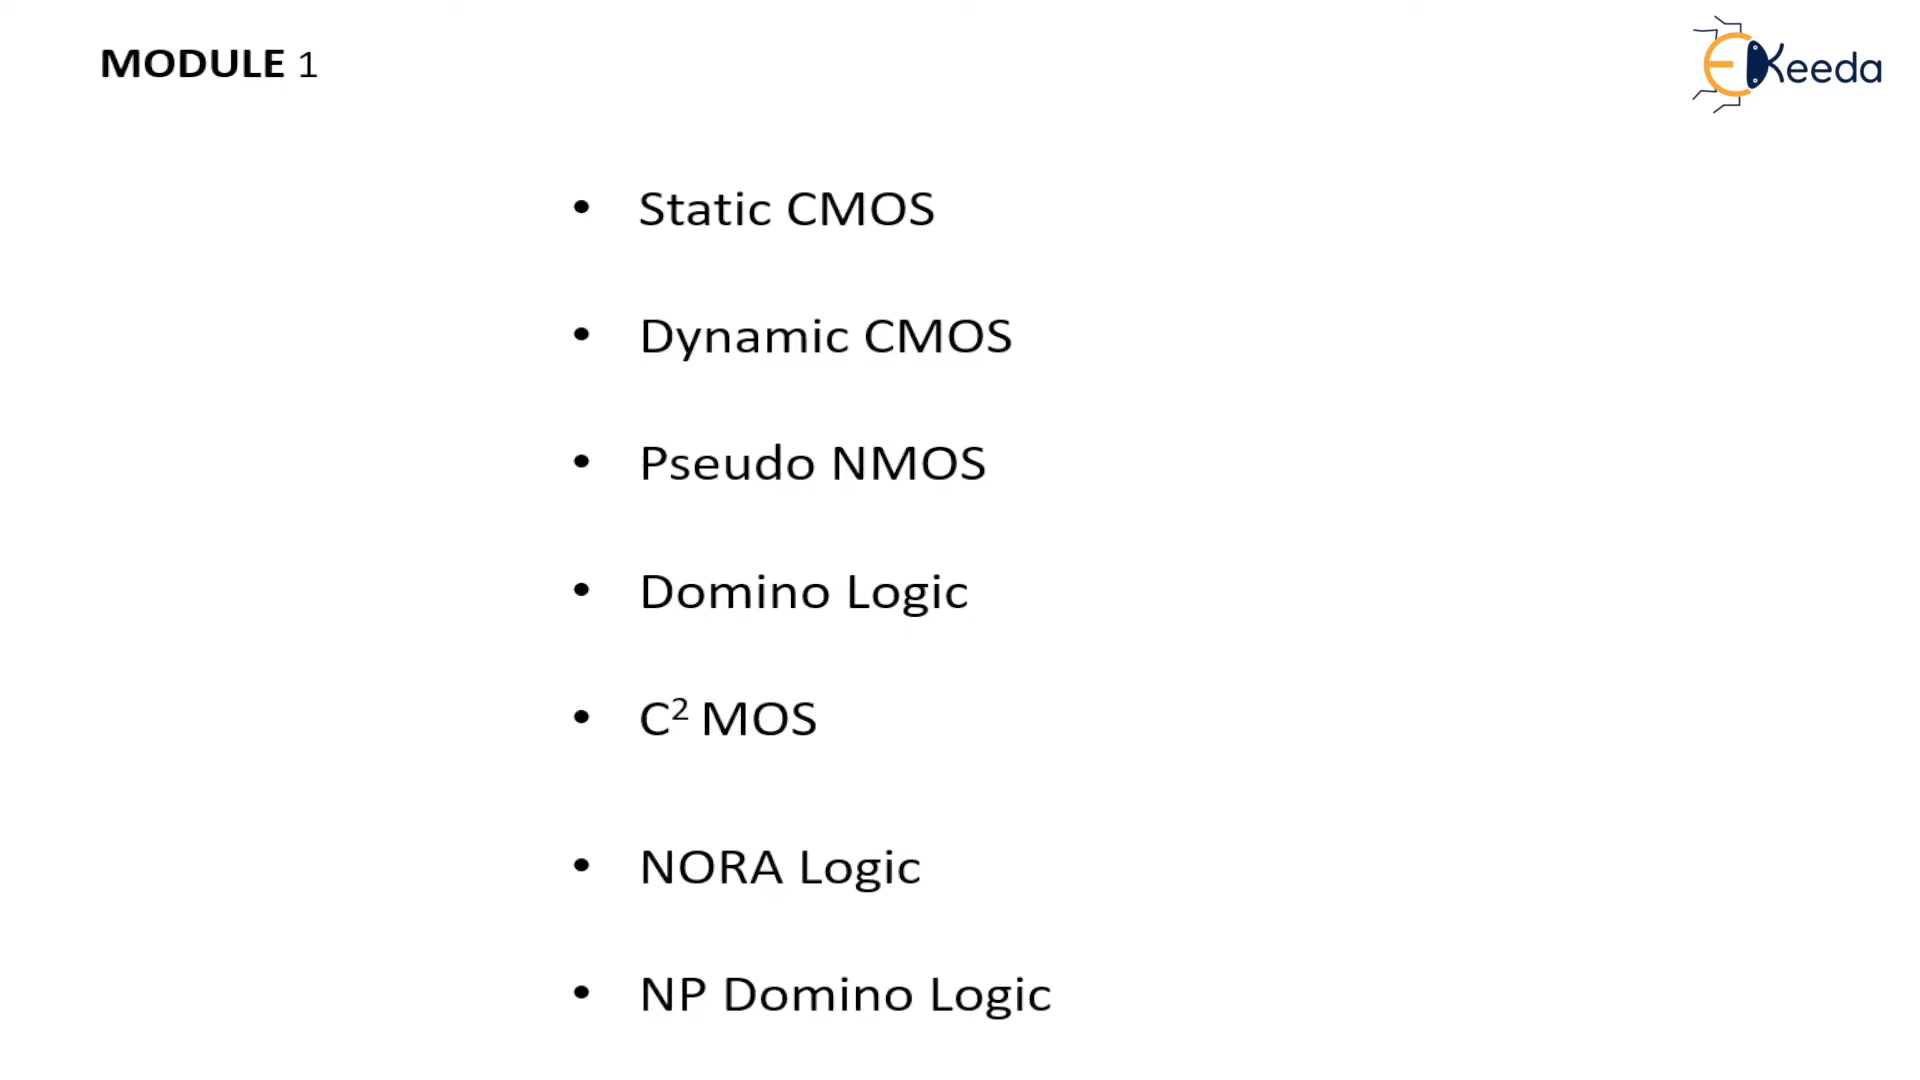 MODULE 1
EKeeda
• Static CMOS
• Dynamic CMOS
• Pseudo NMOS
• Domino Logic
• C² MOS
• NORA Logic
• NP Domino Logic